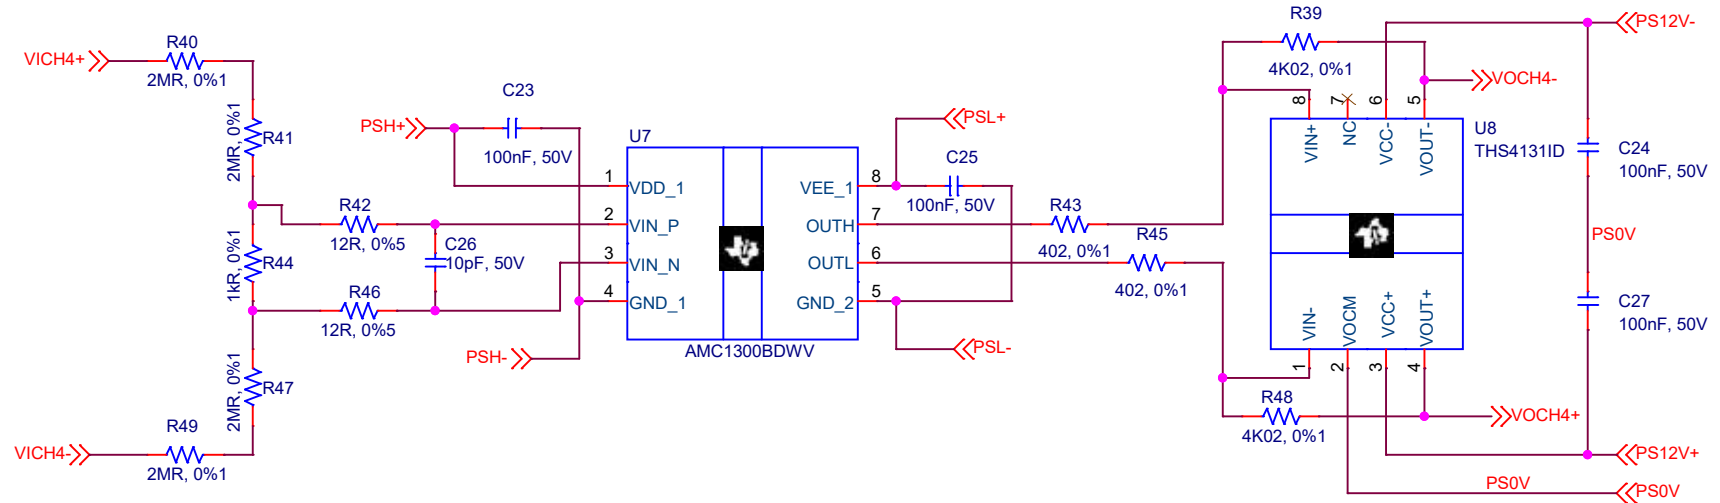 R39
PS12V-
R40
VICH4+
2MR, 0%1
4K02, 0%1
VOCH4-
C23
2MR, 0%1
R41
PSH+
100nF, 50V
U7
PSL+
C25
100nF, 50V
8
7
6
5
VIN+
NC
VCC-
VOUT-
U8
THS4131ID
C24
100nF, 50V
1
VDD_1
VEE_1
8
R42
12R, 0%5
2
VIN_P
OUTH
7
R43
402, 0%1
R45
402, 0%1
PS0V
1kR, 0%1
R44
C26
10pF, 50V
3
VIN_N
OUTL
6
R46
12R, 0%5
4
GND_1
GND_2
5
C27
100nF, 50V
VIN-
VOCM
VCC+
VOUT+
PSH-
AMC1300BDWV
PSL-
1
2
3
4
2MR, 0%1
R47
R48
4K02, 0%1
VOCH4+
R49
VICH4-
2MR, 0%1
PS12V+
PS0V
PS0V